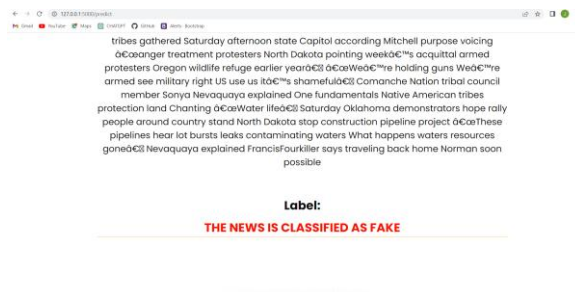 127.0.0.1:5000/predict
Gmail YouTube Maps CHATGPT GitHub Alerts · Bootstrap
tribes gathered Saturday afternoon state Capitol according Mitchell purpose voicing
â€œanger treatment protesters North Dakota pointing weekâ€™s acquittal armed
protesters Oregon wildlife refuge earlier yearâ€ â€œWeâ€™re holding guns Weâ€™re
armed see military right US use us itâ€™s shamefulâ€ Comanche Nation tribal council
member Sonya Nevaquaya explained One fundamentals Native American tribes
protection land Chanting â€œWater lifeâ€ Saturday Oklahoma demonstrators hope rally
people around country stand North Dakota stop construction pipeline project â€œThese
pipelines hear lot bursts leaks contaminating waters What happens waters resources
goneâ€ Nevaquaya explained FrancisFourkiller says traveling back home Norman soon
possible
Label:
THE NEWS IS CLASSIFIED AS FAKE